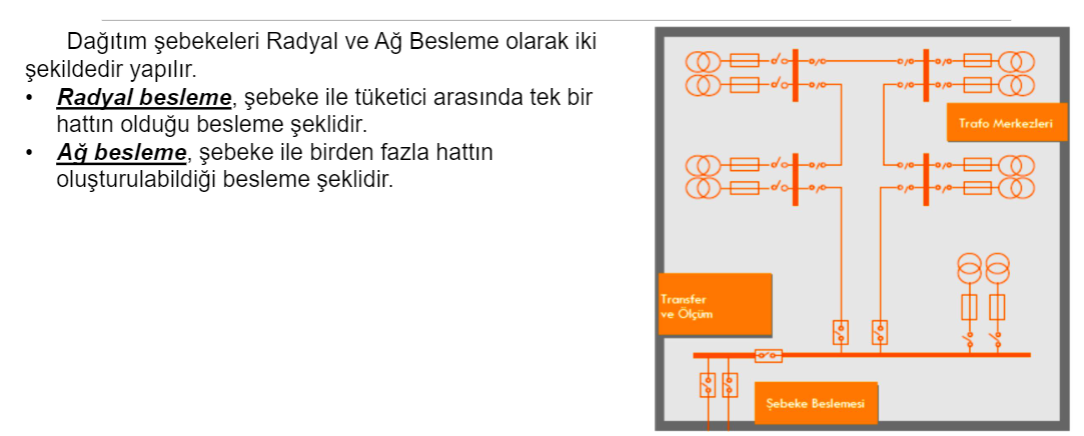 Dağıtım şebekeleri Radyal ve Ağ Besleme olarak iki
şekildedir yapılır.
• Radyal besleme, şebeke ile tüketici arasında tek bir
hattın olduğu besleme şeklidir.
• Ağ besleme, şebeke ile birden fazla hattın
oluşturulabildiği besleme şeklidir.
Trafo Merkezleri
Transfer
ve Ölçüm
Şebeke Beslemesi